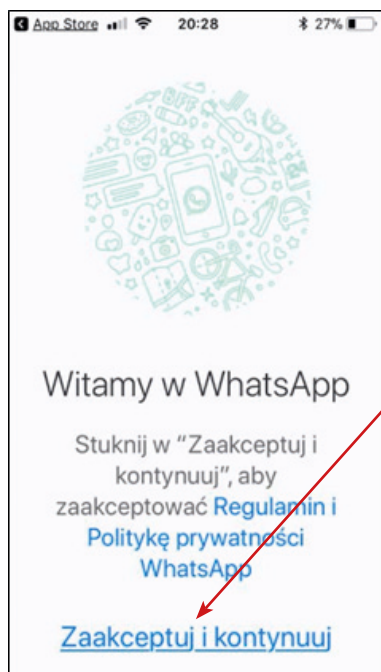 App Store 20:28 27%
Witamy w WhatsApp
Stuknij w “Zaakceptuj i
kontynuuj”, aby
zaakceptować Regulamin i
Politykę prywatności
WhatsApp
Zaakceptuj i kontynuuj